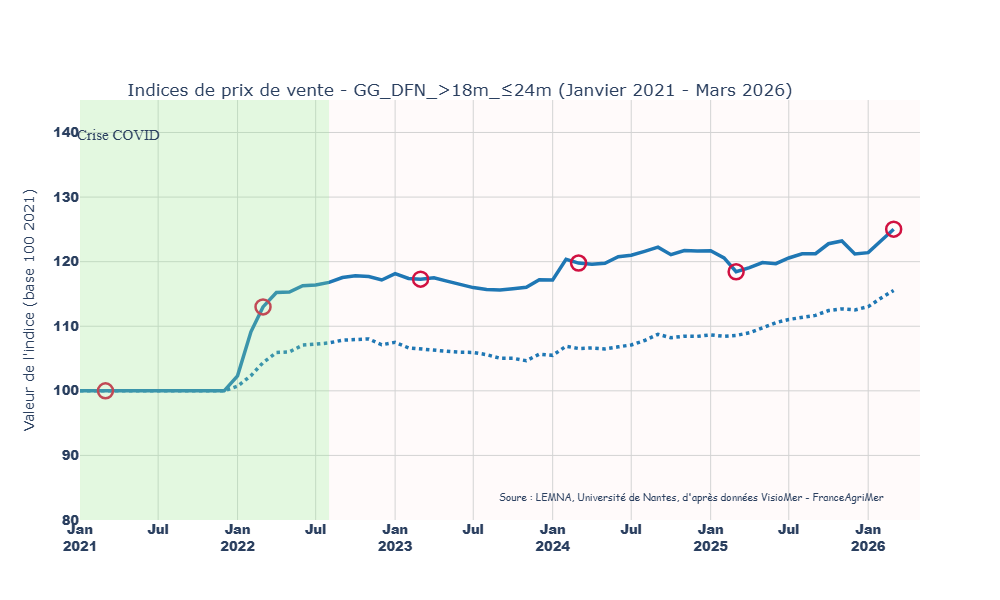 Indices de prix de vente - GG_DFN_>18m_≤24m (Janvier 2021 - Mars 2026)
Crise COVID
Valeur de l'indice (base 100 2021)
140
130
120
110
100
90
80
Soure : LEMNA, Université de Nantes, d'après données VisioMer - FranceAgriMer
Jan Jul Jan Jul Jan Jul Jan Jul Jan Jul Jan
2021 2022 2023 2024 2025 2026